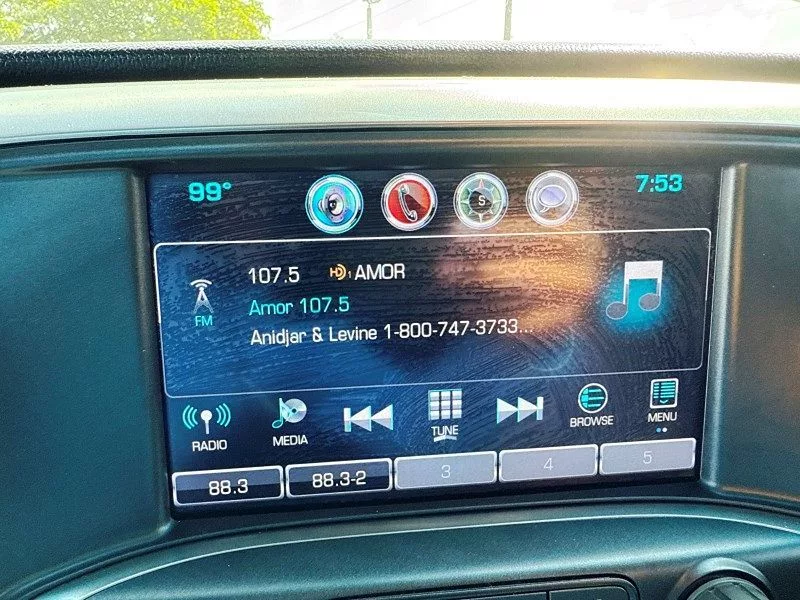 99° 7:53
S
107.5 HD1 AMOR
Amor 107.5
FM
Anidjar & Levine 1-800-747-3733...
RADIO MEDIA TUNE BROWSE MENU
88.3 88.3-2 3 4 5